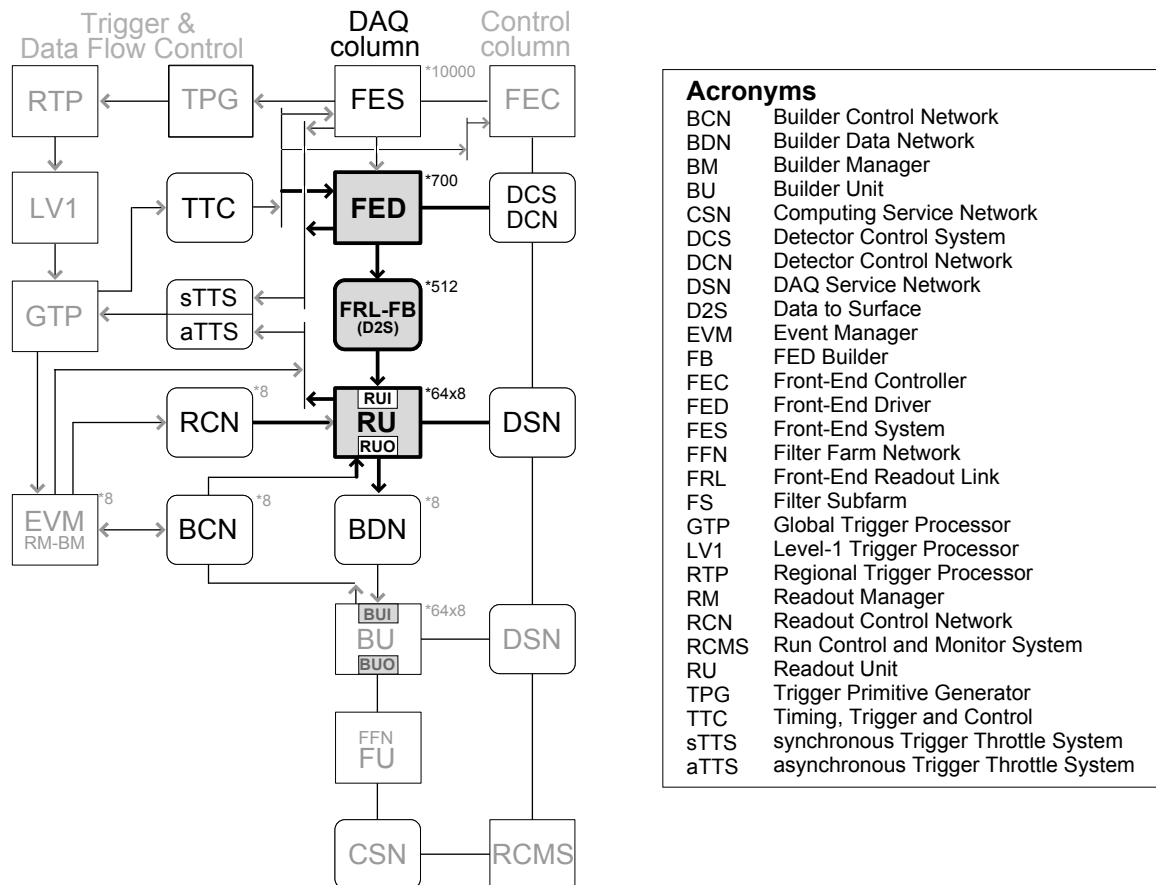 Trigger &
Data Flow Control
DAQ
column
Control
column
RTP
TPG
FES
*10000
FEC
LV1
TTC
FED
*700
DCS
DCN
GTP
sTTS
aTTS
FRL-FB
(D2S)
*512
RCN
*8
RUI
RU
RUO
*64x8
DSN
EVM
RM-BM
*8
BCN
*8
BDN
*8
BUI
BU
BUO
*64x8
DSN
FFN
FU
CSN
RCMS
Acronyms
BCN Builder Control Network
BDN Builder Data Network
BM Builder Manager
BU Builder Unit
CSN Computing Service Network
DCS Detector Control System
DCN Detector Control Network
DSN DAQ Service Network
D2S Data to Surface
EVM Event Manager
FB FED Builder
FEC Front-End Controller
FED Front-End Driver
FES Front-End System
FFN Filter Farm Network
FRL Front-End Readout Link
FS Filter Subfarm
GTP Global Trigger Processor
LV1 Level-1 Trigger Processor
RTP Regional Trigger Processor
RM Readout Manager
RCN Readout Control Network
RCMS Run Control and Monitor System
RU Readout Unit
TPG Trigger Primitive Generator
TTC Timing, Trigger and Control
sTTS synchronous Trigger Throttle System
aTTS asynchronous Trigger Throttle System